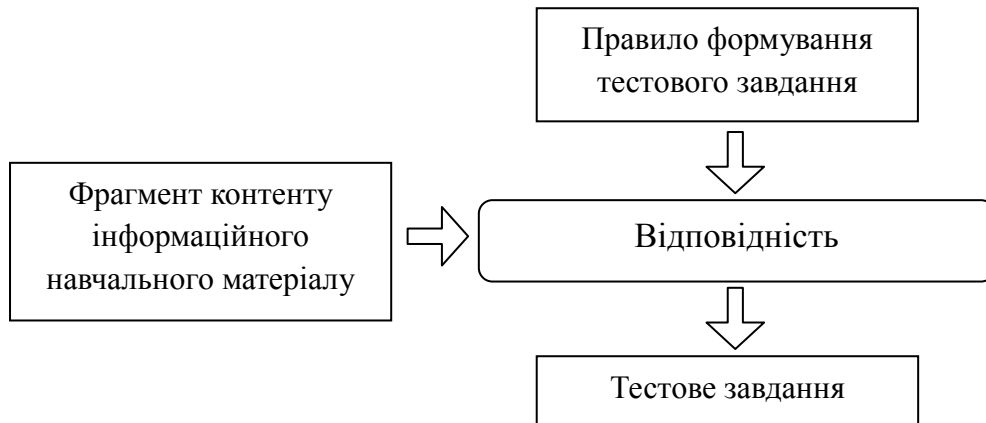 Правило формування
тестового завдання
Фрагмент контенту
інформаційного
навчального матеріалу
Відповідність
Тестове завдання